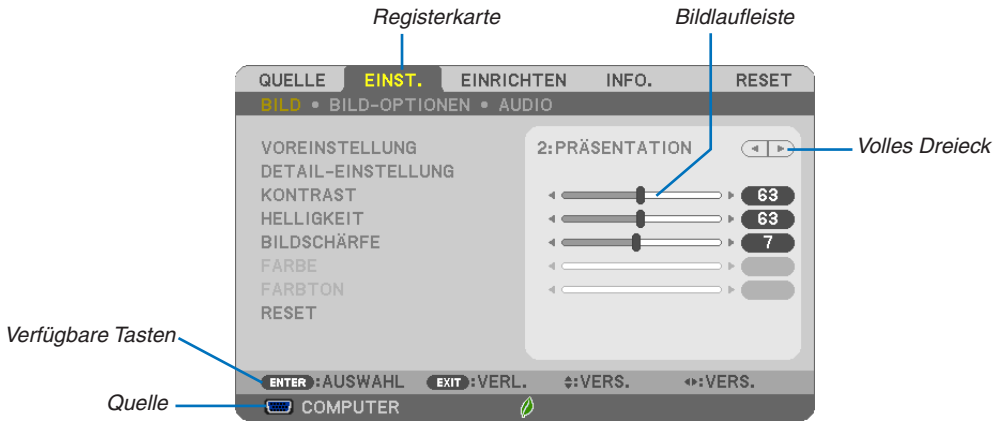 Registerkarte Bildlaufleiste
QUELLE EINST. EINRICHTEN INFO. RESET
BILD • BILD-OPTIONEN • AUDIO
VOREINSTELLUNG 2:PRÄSENTATION Volles Dreieck
DETAIL-EINSTELLUNG
KONTRAST 63
HELLIGKEIT 63
BILDSCHÄRFE 7
FARBE
FARBTON
RESET
Verfügbare Tasten
ENTER :AUSWAHL EXIT :VERL. :VERS. :VERS.
Quelle COMPUTER